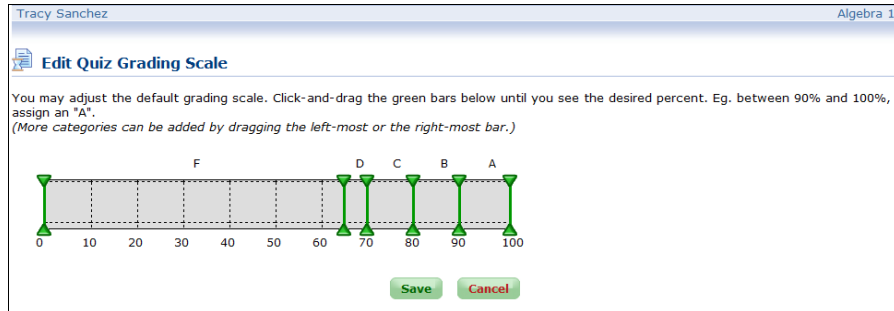 Tracy Sanchez Algebra 1
Edit Quiz Grading Scale
You may adjust the default grading scale. Click-and-drag the green bars below until you see the desired percent. Eg. between 90% and 100%,
assign an "A".
(More categories can be added by dragging the left-most or the right-most bar.)
F D C B A
0 10 20 30 40 50 60 70 80 90 100
Save Cancel